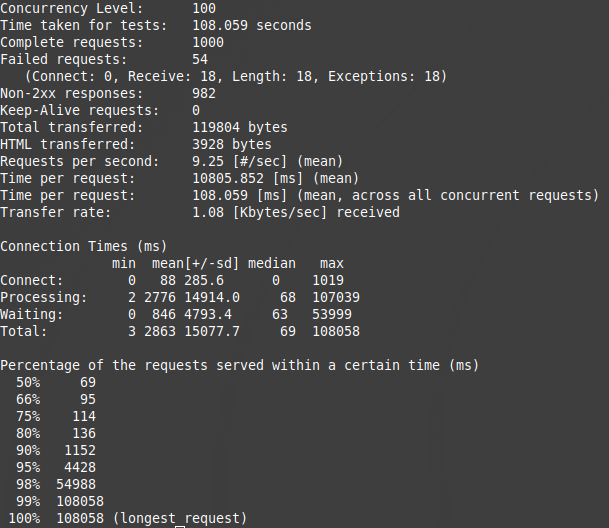 Concurrency Level:      100
Time taken for tests:   108.059 seconds
Complete requests:      1000
Failed requests:        54
   (Connect: 0, Receive: 18, Length: 18, Exceptions: 18)
Non-2xx responses:      982
Keep-Alive requests:    0
Total transferred:      119804 bytes
HTML transferred:       3928 bytes
Requests per second:    9.25 [#/sec] (mean)
Time per request:       10805.852 [ms] (mean)
Time per request:       108.059 [ms] (mean, across all concurrent requests)
Transfer rate:          1.08 [Kbytes/sec] received

Connection Times (ms)
              min  mean[+/-sd] median   max
Connect:        0   88 285.6      0    1019
Processing:     2 2776 14914.0     68  107039
Waiting:        0  846 4793.4     63   53999
Total:          3 2863 15077.7     69  108058

Percentage of the requests served within a certain time (ms)
  50%     69
  66%     95
  75%    114
  80%    136
  90%   1152
  95%   4428
  98%  54988
  99%  108058
 100%  108058 (longest request)